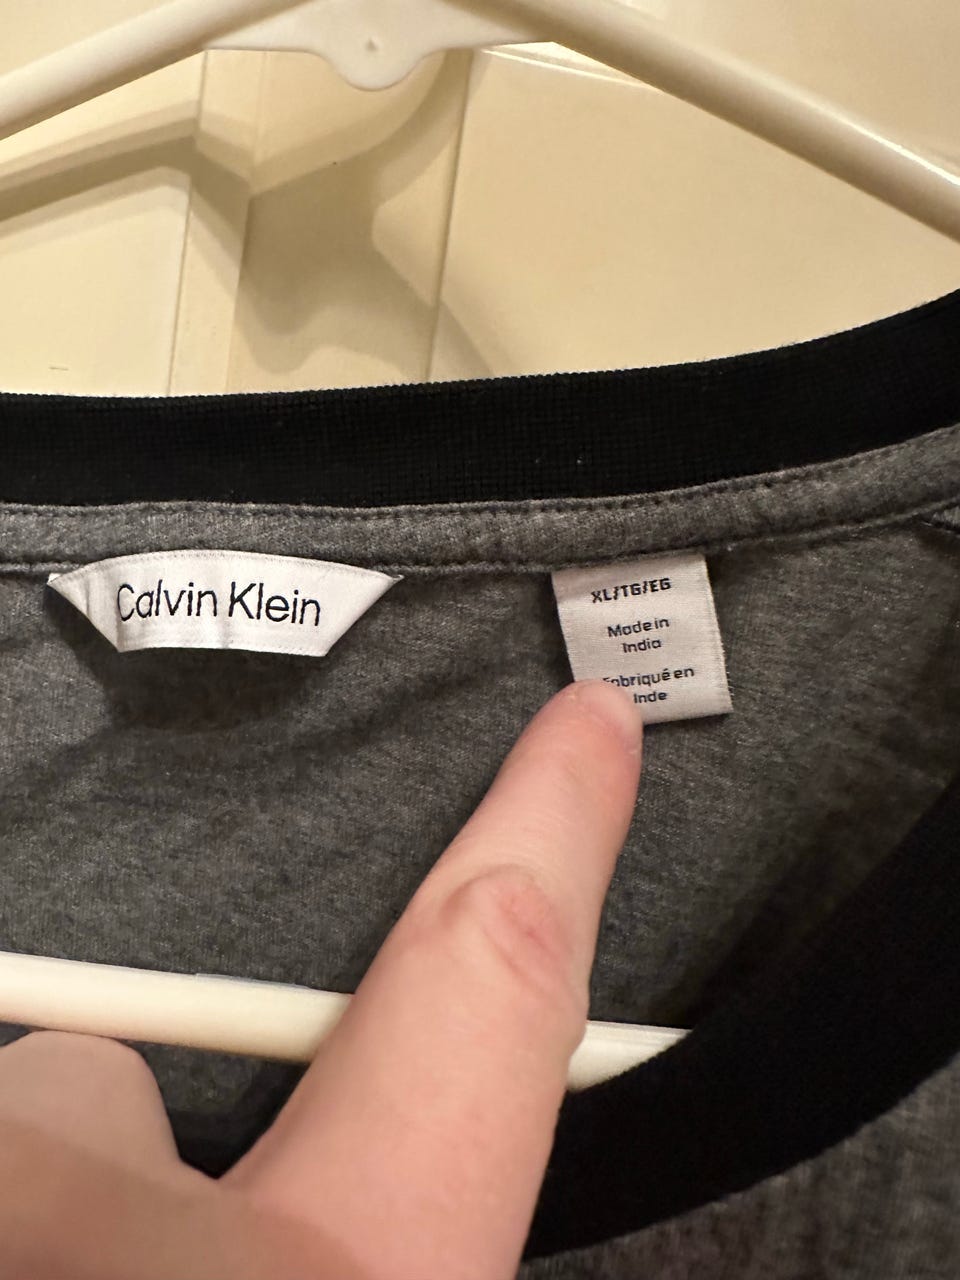 Calvin Klein
XL/TG/EG
Made in
India
Fabriqué en
Inde